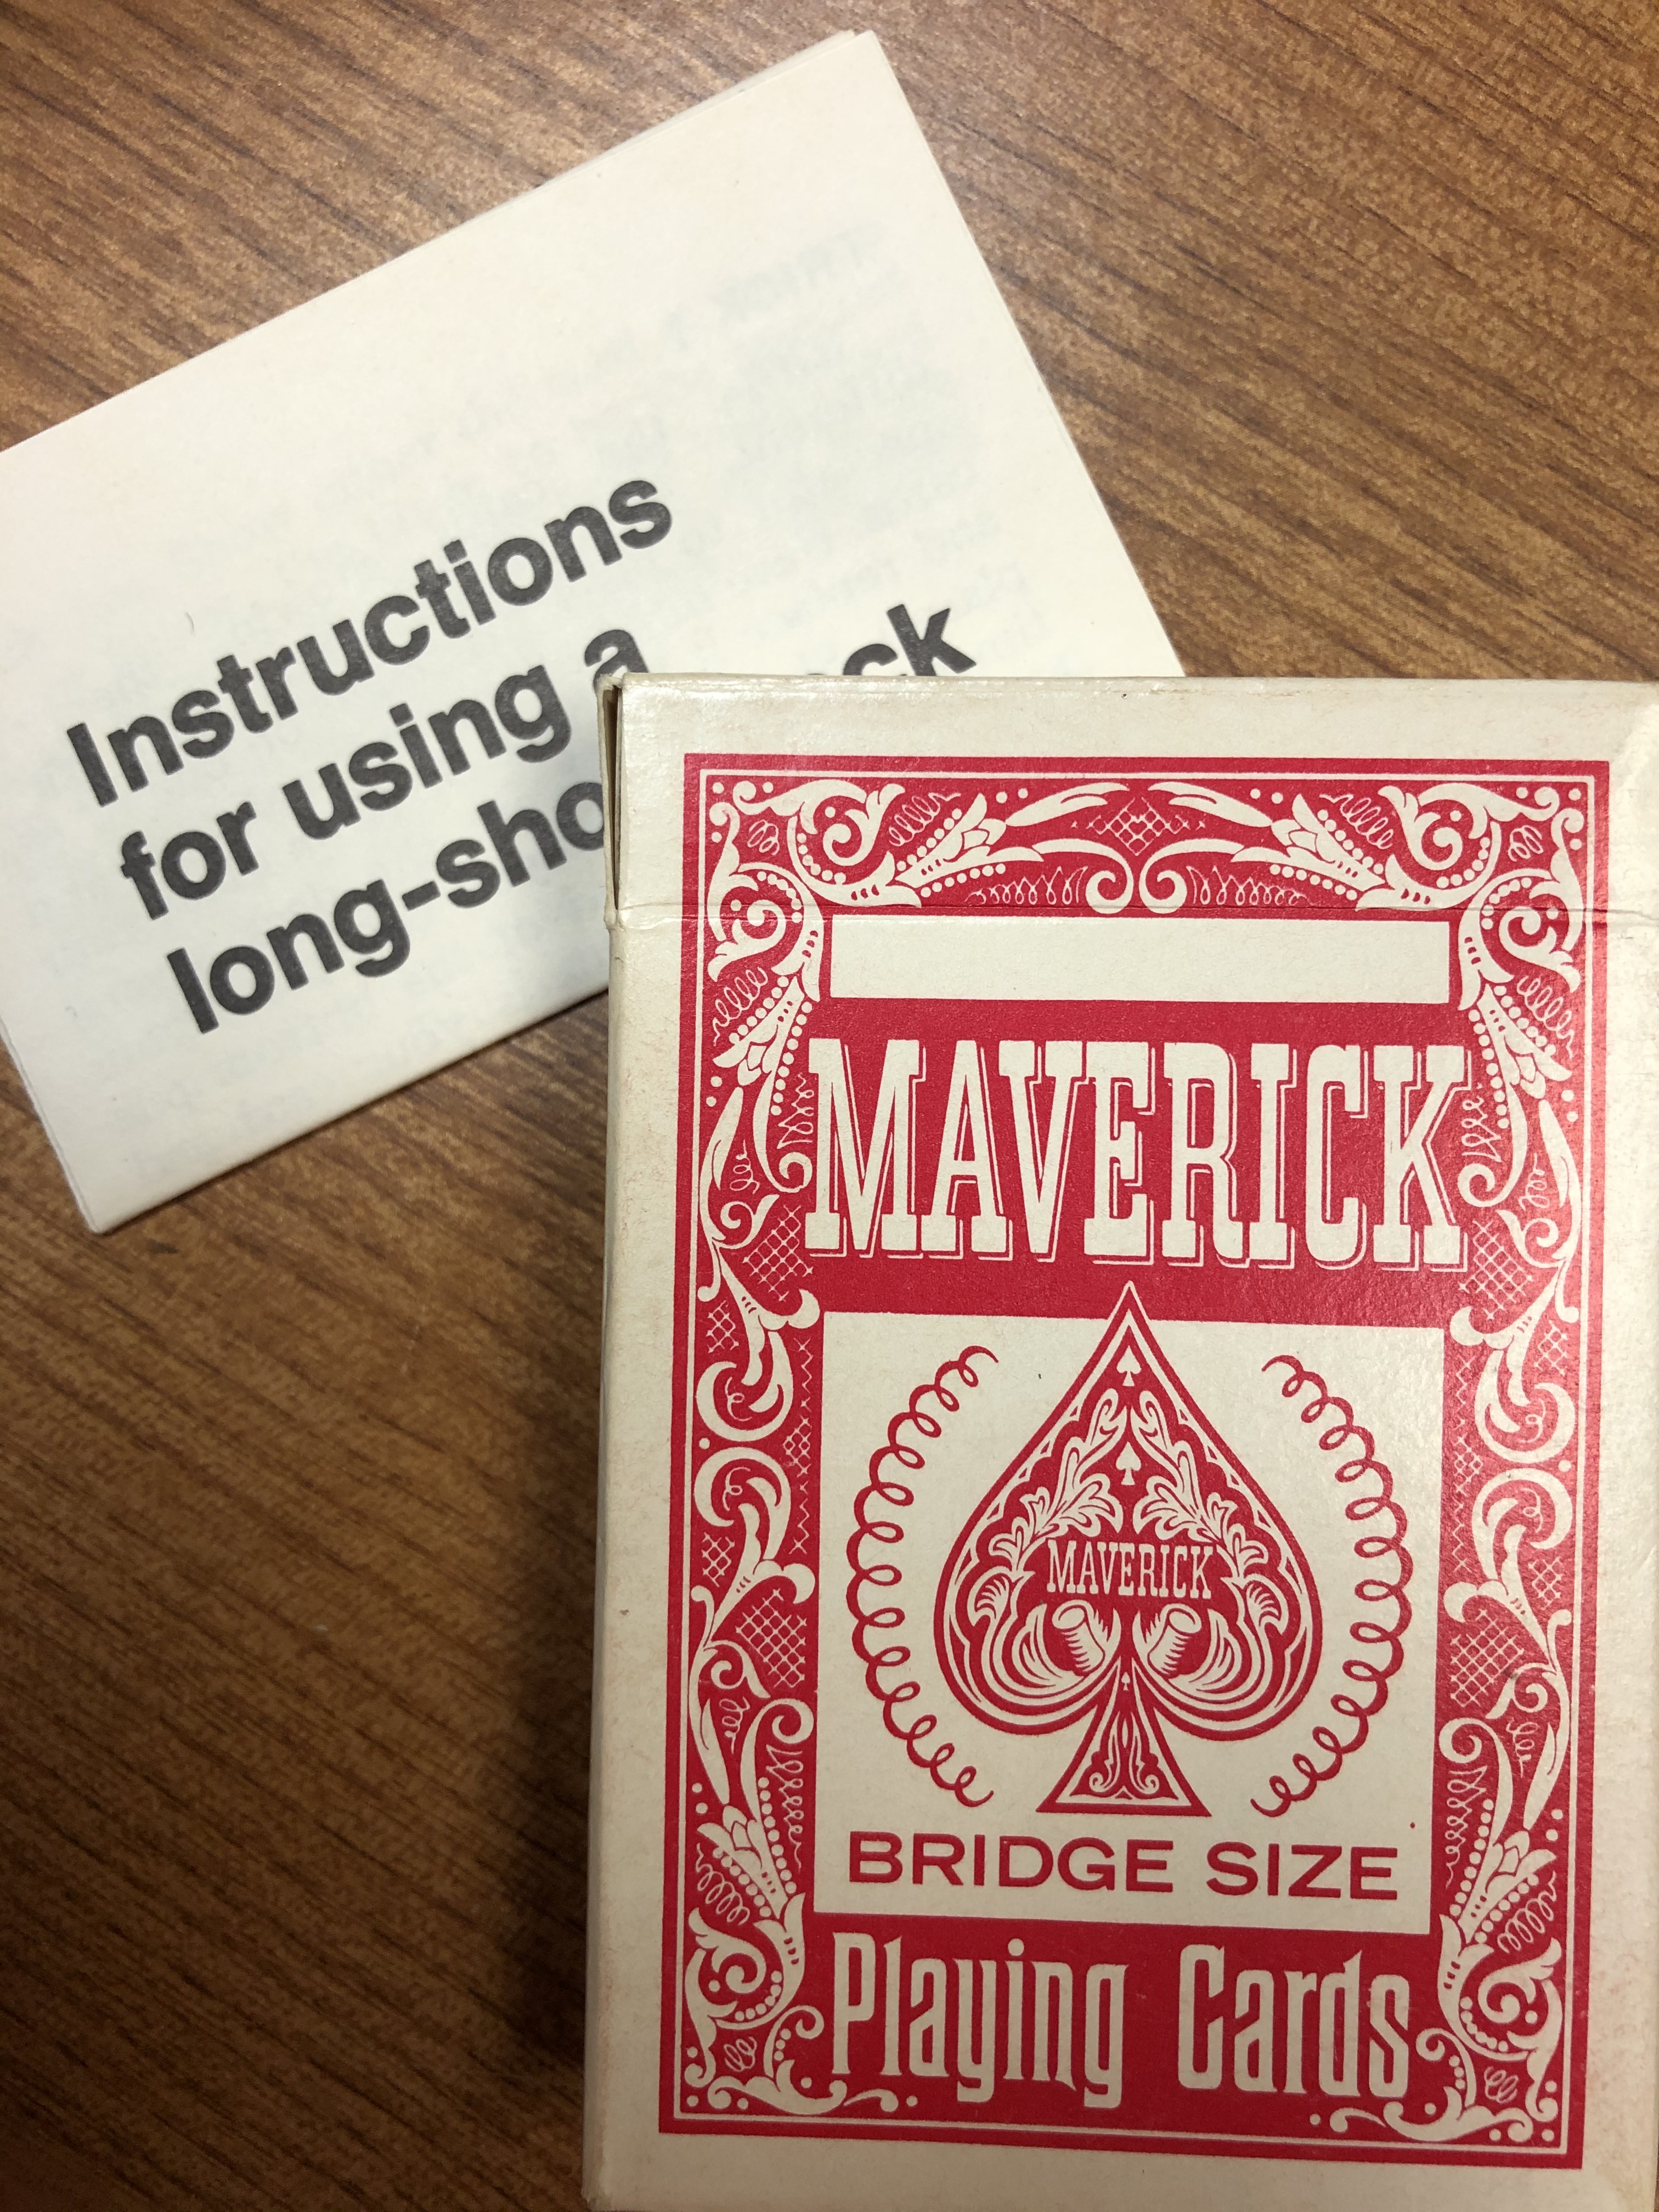 Instructions
for using a
long-sho
MAVERICK
MAVERICK
BRIDGE SIZE
Playing Cards